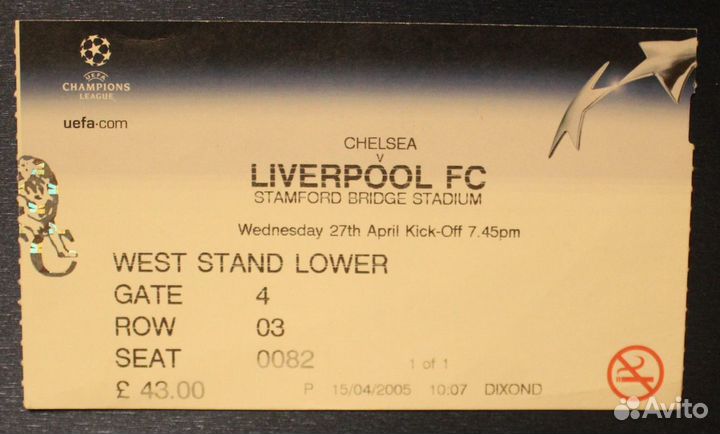 UEFA
CHAMPIONS
LEAGUE
uefa.com
CHELSEA
V
LIVERPOOL FC
STAMFORD BRIDGE STADIUM
Wednesday 27th April Kick-Off 7.45pm
WEST STAND LOWER
GATE 4
ROW 03
SEAT 0082 1 of 1
£ 43.00 P 15/04/2005 10:07 DIXOND
Avito